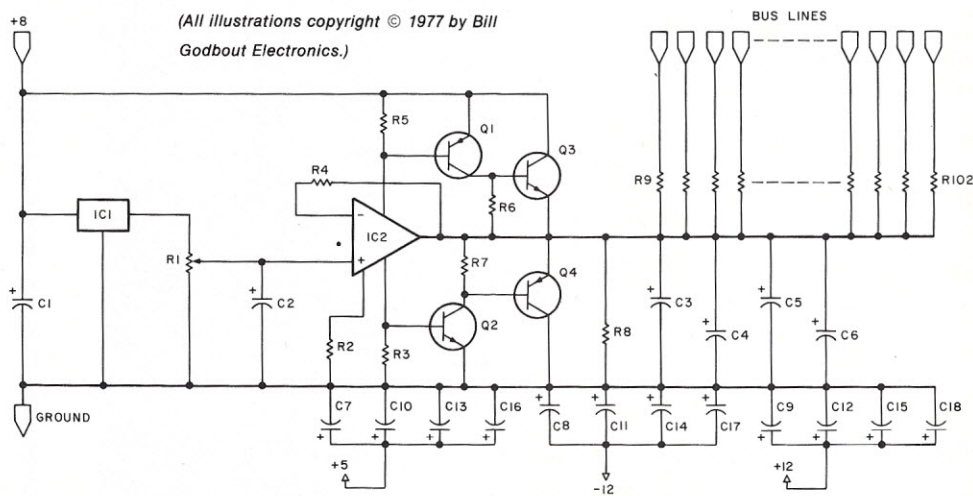 (All illustrations copyright © 1977 by Bill
Godbout Electronics.)
BUS LINES
+8
R5
Q1
Q3
R4
R6
R9
R102
IC1
-
IC2
+
R1
+
C1
+
C2
R7
Q4
Q2
R2
R3
R8
+
C3
+
C4
+
C5
+
C6
GROUND
C7
+
C10
+
C13
+
C16
+
C8
+
C11
+
C14
+
C17
+
C9
+
C12
+
C15
+
C18
+
+5
-12
+12